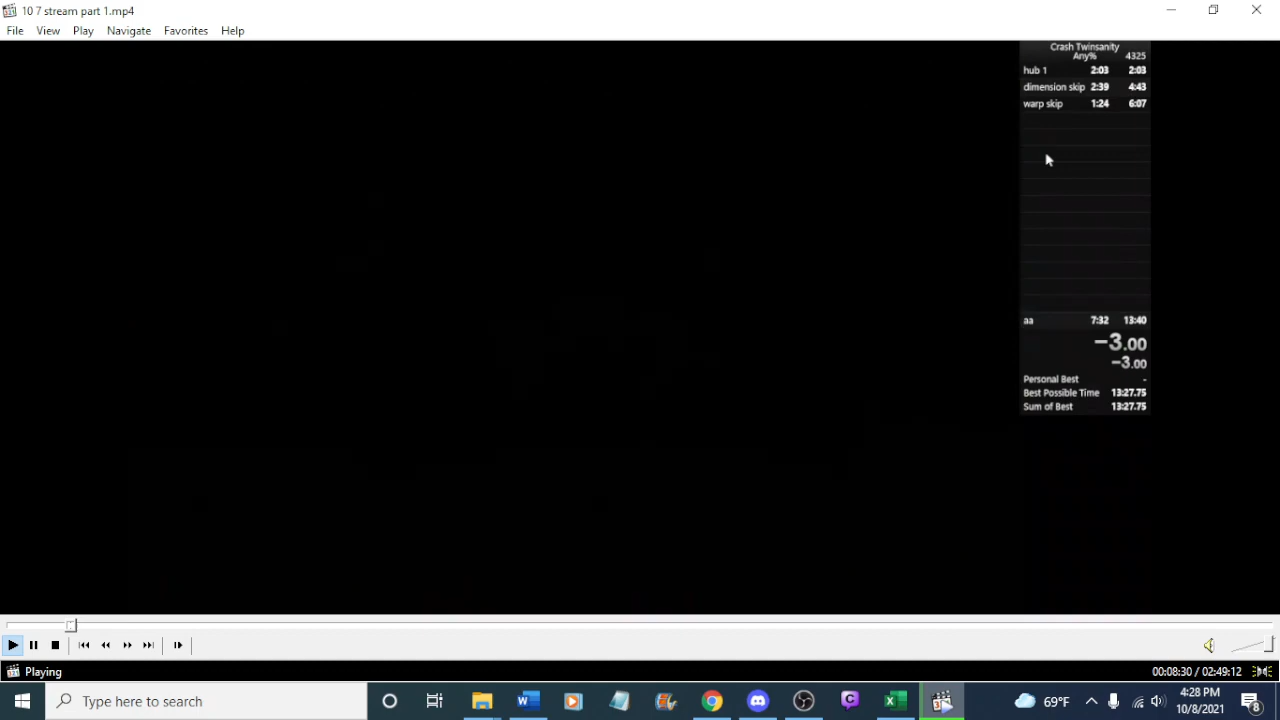 10 7 stream part 1.mp4
File View Play Navigate Favorites Help
Crash Twinsanity
Any% 4325
hub 1 2:03 2:03
dimension skip 2:39 4:43
warp skip 1:24 6:07
aa 7:32 13:40
−3.00
−3.00
Personal Best -
Best Possible Time 13:27.75
Sum of Best 13:27.75
Playing 00:08:30 / 02:49:12
Type here to search
69°F
4:28 PM
10/8/2021
8